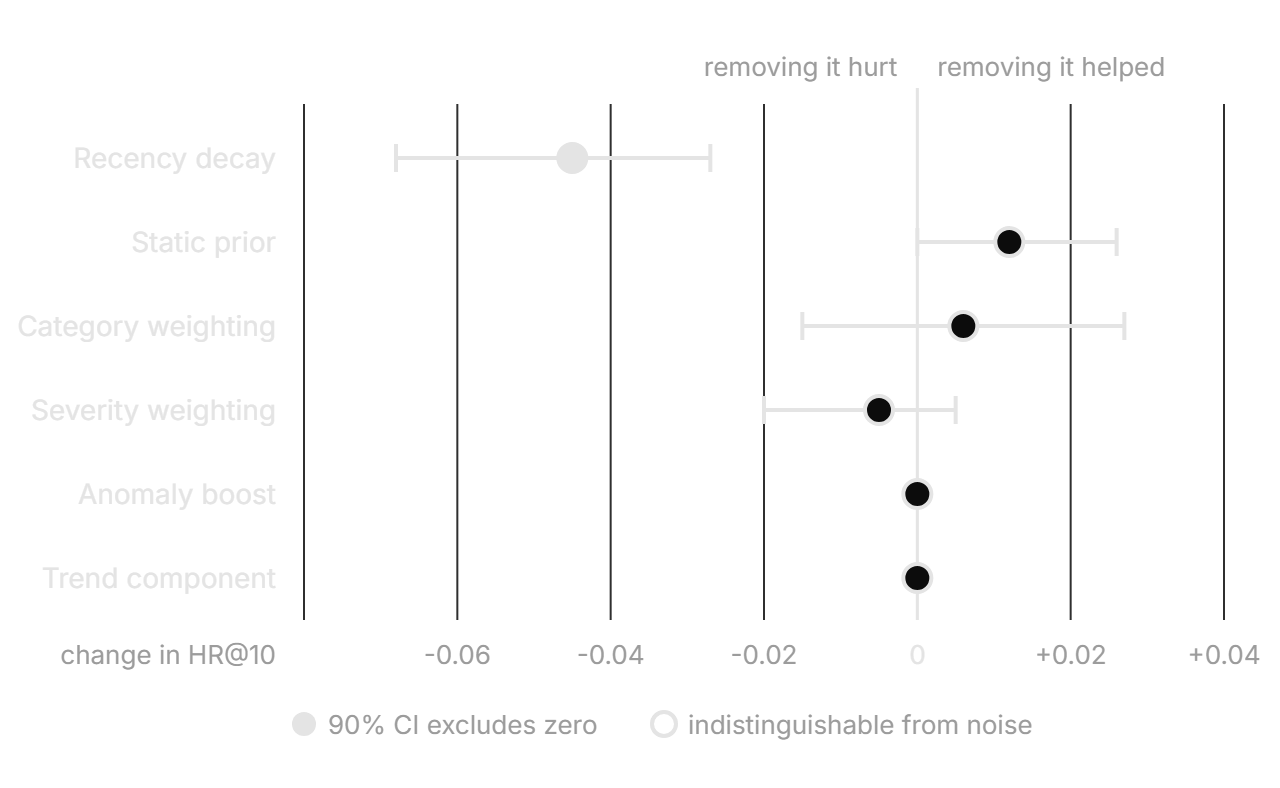 removing it hurt removing it helped
Recency decay
Static prior
Category weighting
Severity weighting
Anomaly boost
Trend component
change in HR@10 -0.06 -0.04 -0.02 0 +0.02 +0.04
90% CI excludes zero indistinguishable from noise